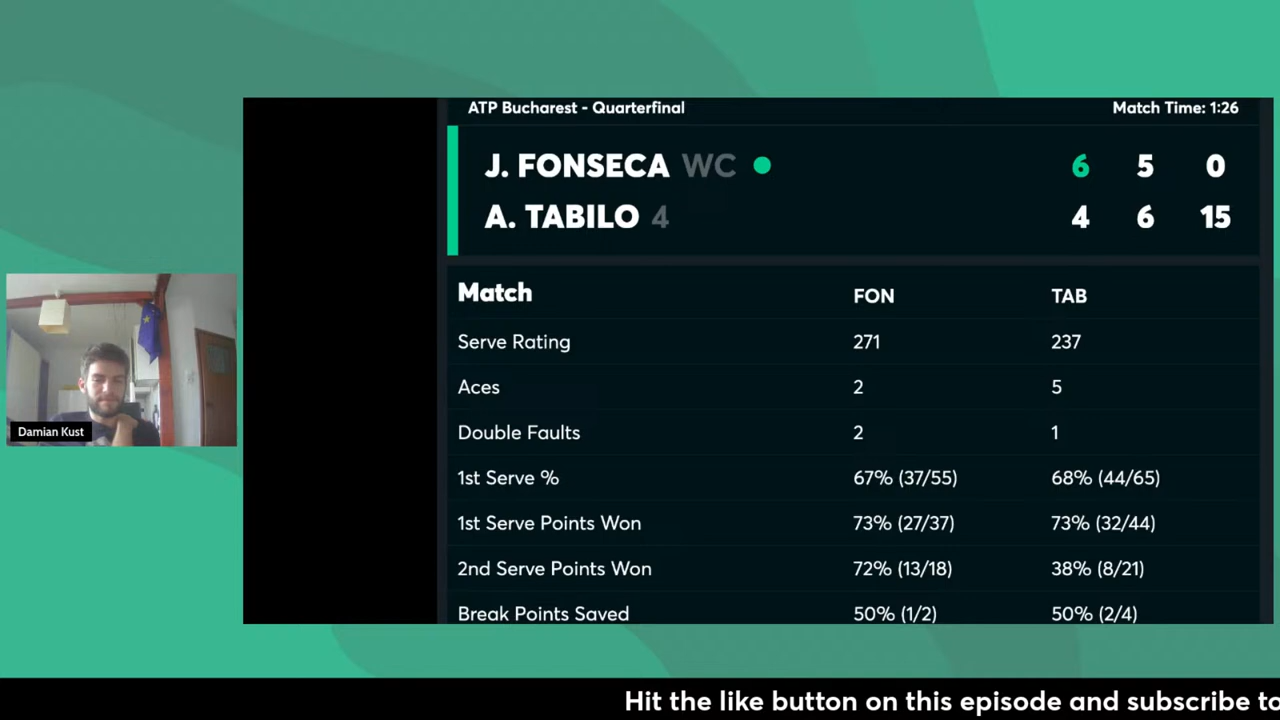 ATP Bucharest - Quarterfinal Match Time: 1:26
J. FONSECA WC 6 5 0
A. TABILO 4 4 6 15
Match FON TAB
Serve Rating 271 237
Aces 2 5
Double Faults 2 1
1st Serve % 67% (37/55) 68% (44/65)
1st Serve Points Won 73% (27/37) 73% (32/44)
2nd Serve Points Won 72% (13/18) 38% (8/21)
Break Points Saved 50% (1/2) 50% (2/4)
Damian Kust
Hit the like button on this episode and subscribe to